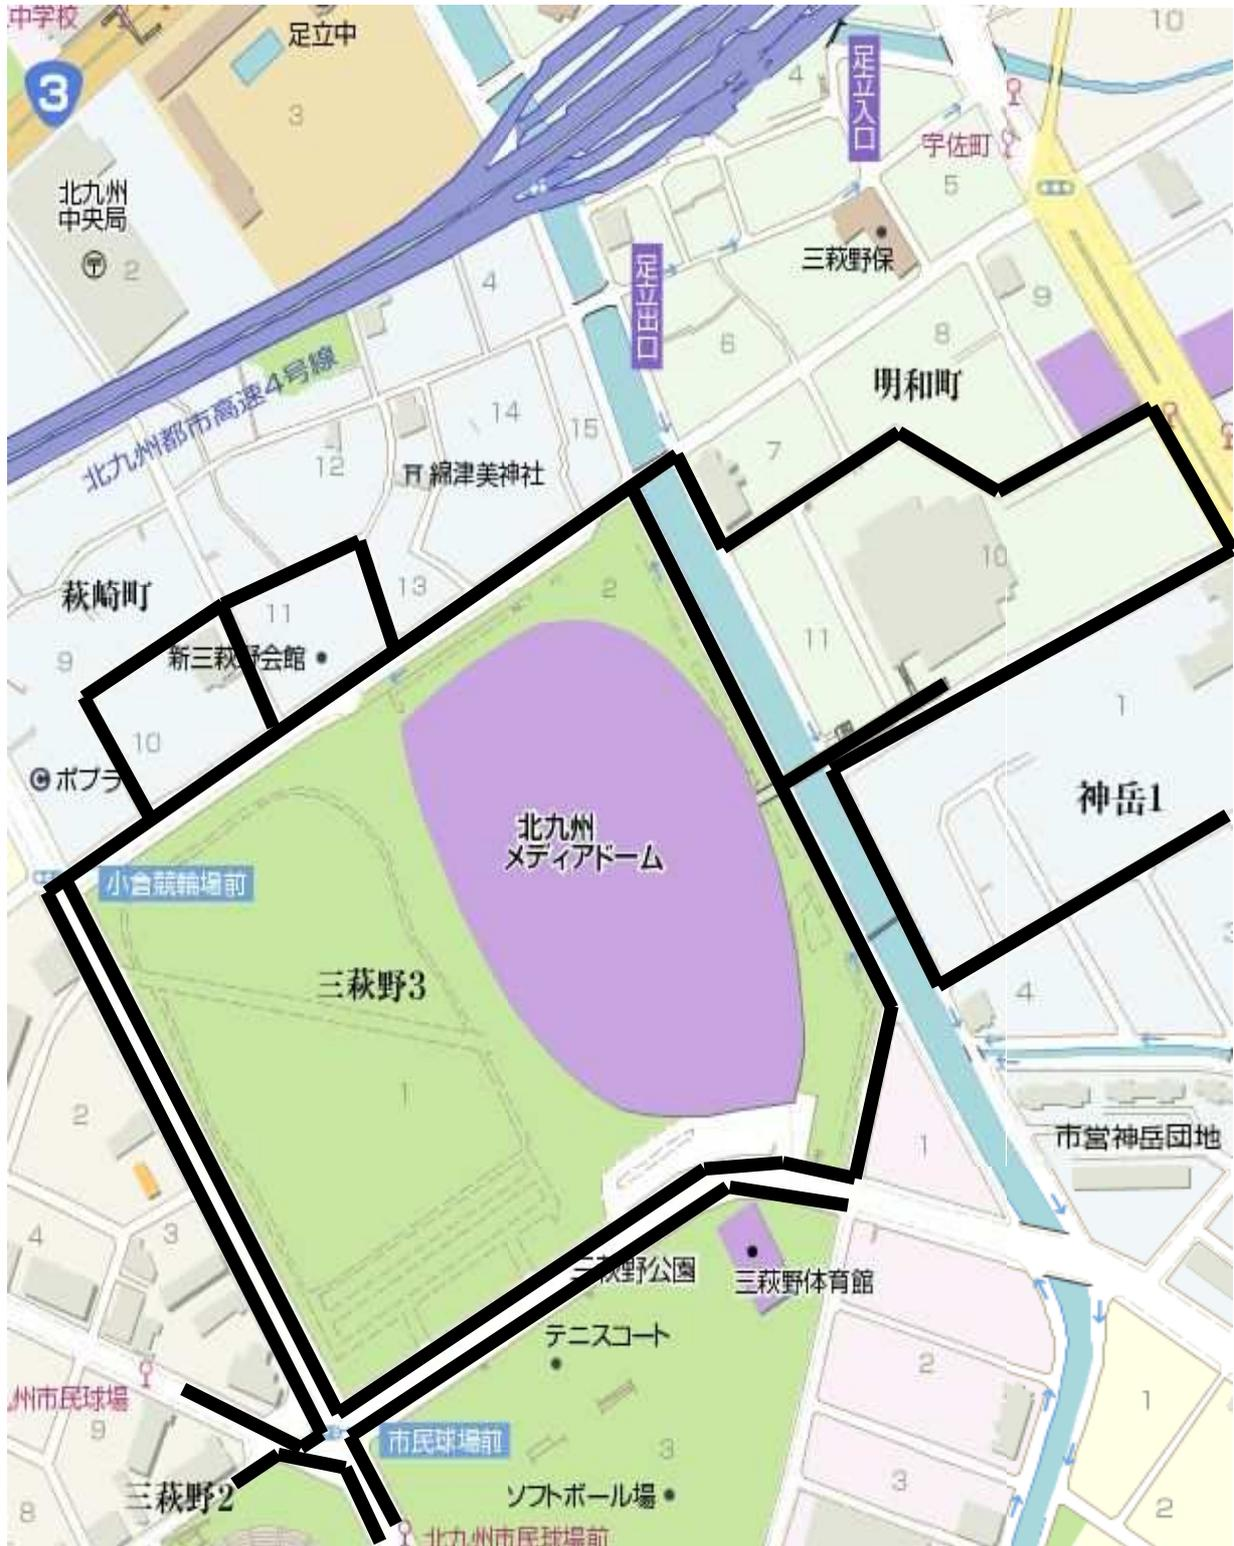 中学校
足立中
10
3
3
4
足立入口
宇佐町
5
北九州
中央局
2
三萩野保
足立出口
4
9
6
8
北九州都市高速4号線
明和町
14
15
7
12
綿津美神社
10
萩崎町
13
2
11
11
9
新三萩野会館
1
10
ポプラ
神岳1
北九州
メディアドーム
小倉競輪場前
三萩野3
4
3
1
2
1
市営神岳団地
4
3
三萩野公園
三萩野体育館
1
テニスコート
2
1
州市民球場
9
市民球場前
3
3
三萩野2
ソフトボール場
8
2
北九州市民球場前